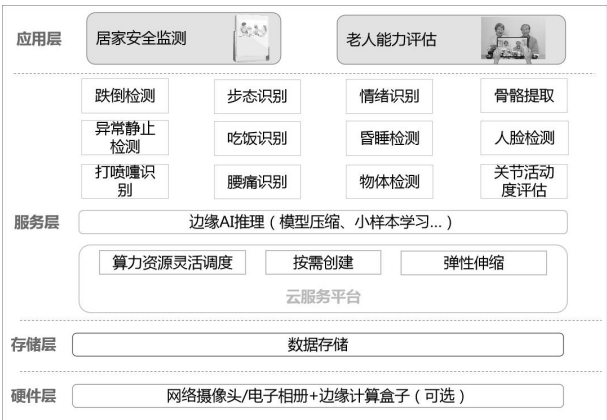 应用层
居家安全监测
老人能力评估
跌倒检测
步态识别
情绪识别
骨骼提取
异常静止
检测
吃饭识别
昏睡检测
人脸检测
打喷嚏识
别
腰痛识别
物体检测
关节活动
度评估
服务层
边缘AI推理（模型压缩、小样本学习...）
算力资源灵活调度
按需创建
弹性伸缩
云服务平台
存储层
数据存储
硬件层
网络摄像头/电子相册+边缘计算盒子（可选）